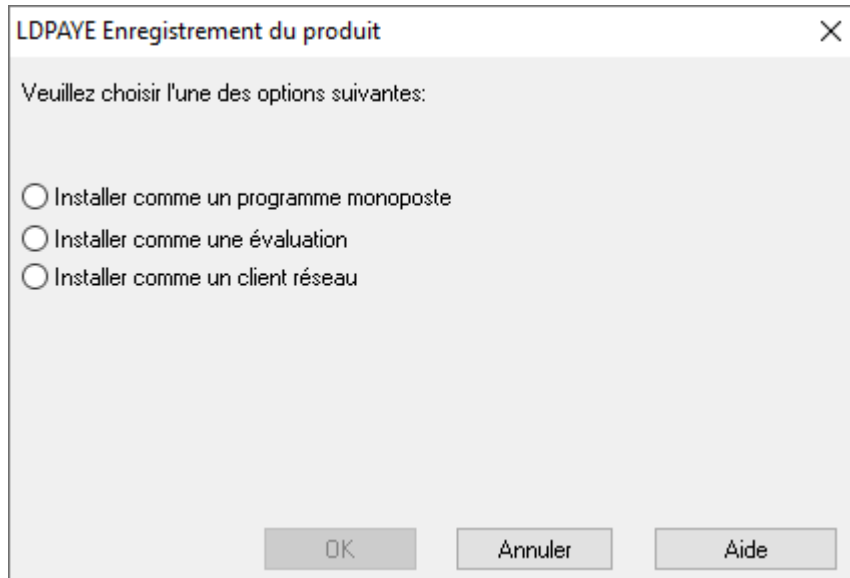 LDPAYE Enregistrement du produit
Veuillez choisir l'une des options suivantes:
Installer comme un programme monoposte
Installer comme une évaluation
Installer comme un client réseau
OK Annuler Aide